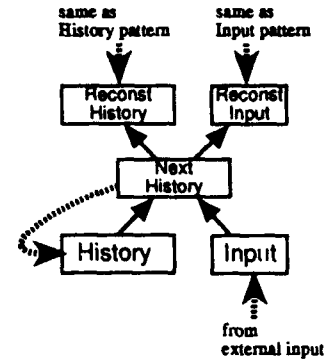 same as
History pattern
same as
Input pattern
Reconst
History
Reconst
Input
Next
History
History
Input
from
external input